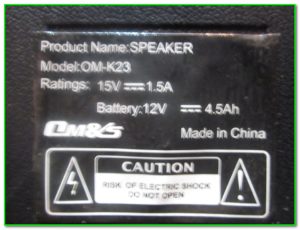 Product Name:SPEAKER
Model:OM-K23
Ratings: 15V⎓1.5A
Battery:12V⎓4.5Ah
OM&S Made in China
CAUTION
RISK OF ELECTRIC SHOCK
DO NOT OPEN